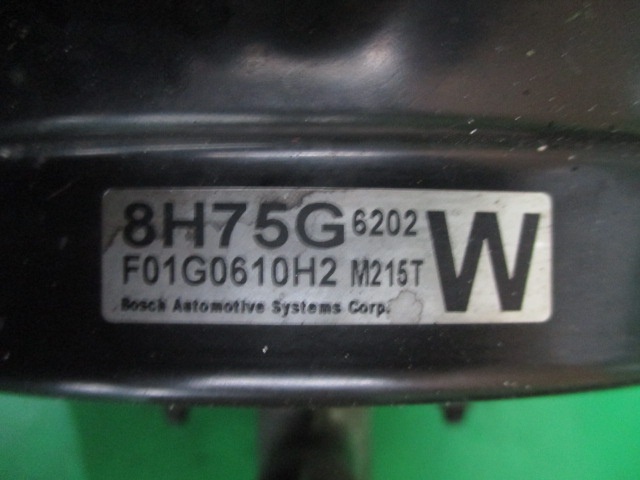 8H75G 6202 W
F01G0610H2 M215T
Bosch Automotive Systems Corp.